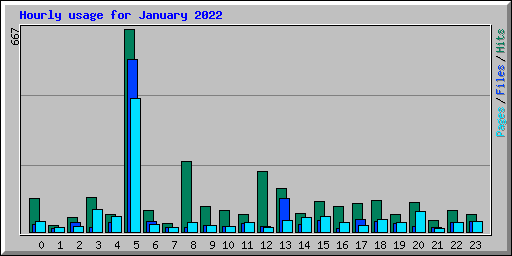 Hourly usage for January 2022
667
Pages/Files/Hits
0 1 2 3 4 5 6 7 8 9 10 11 12 13 14 15 16 17 18 19 20 21 22 23